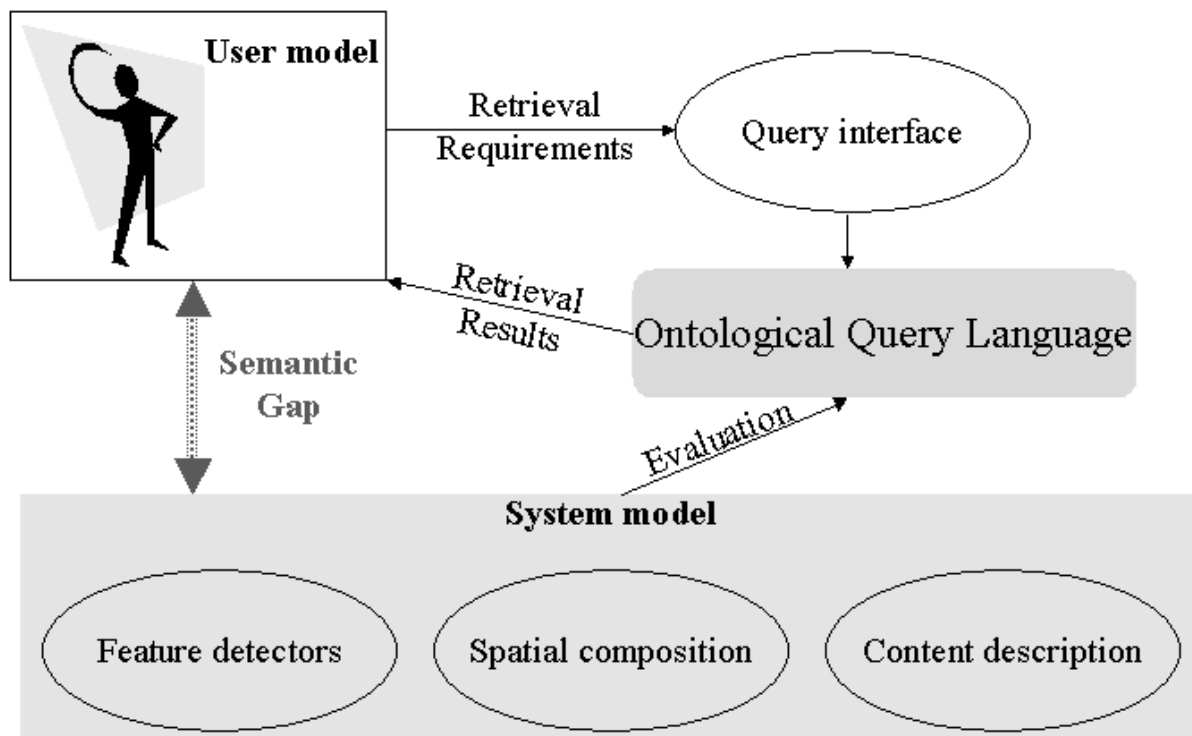 User model
Retrieval
Requirements
Query interface
Retrieval
Results
Ontological Query Language
Semantic
Gap
Evaluation
System model
Feature detectors
Spatial composition
Content description